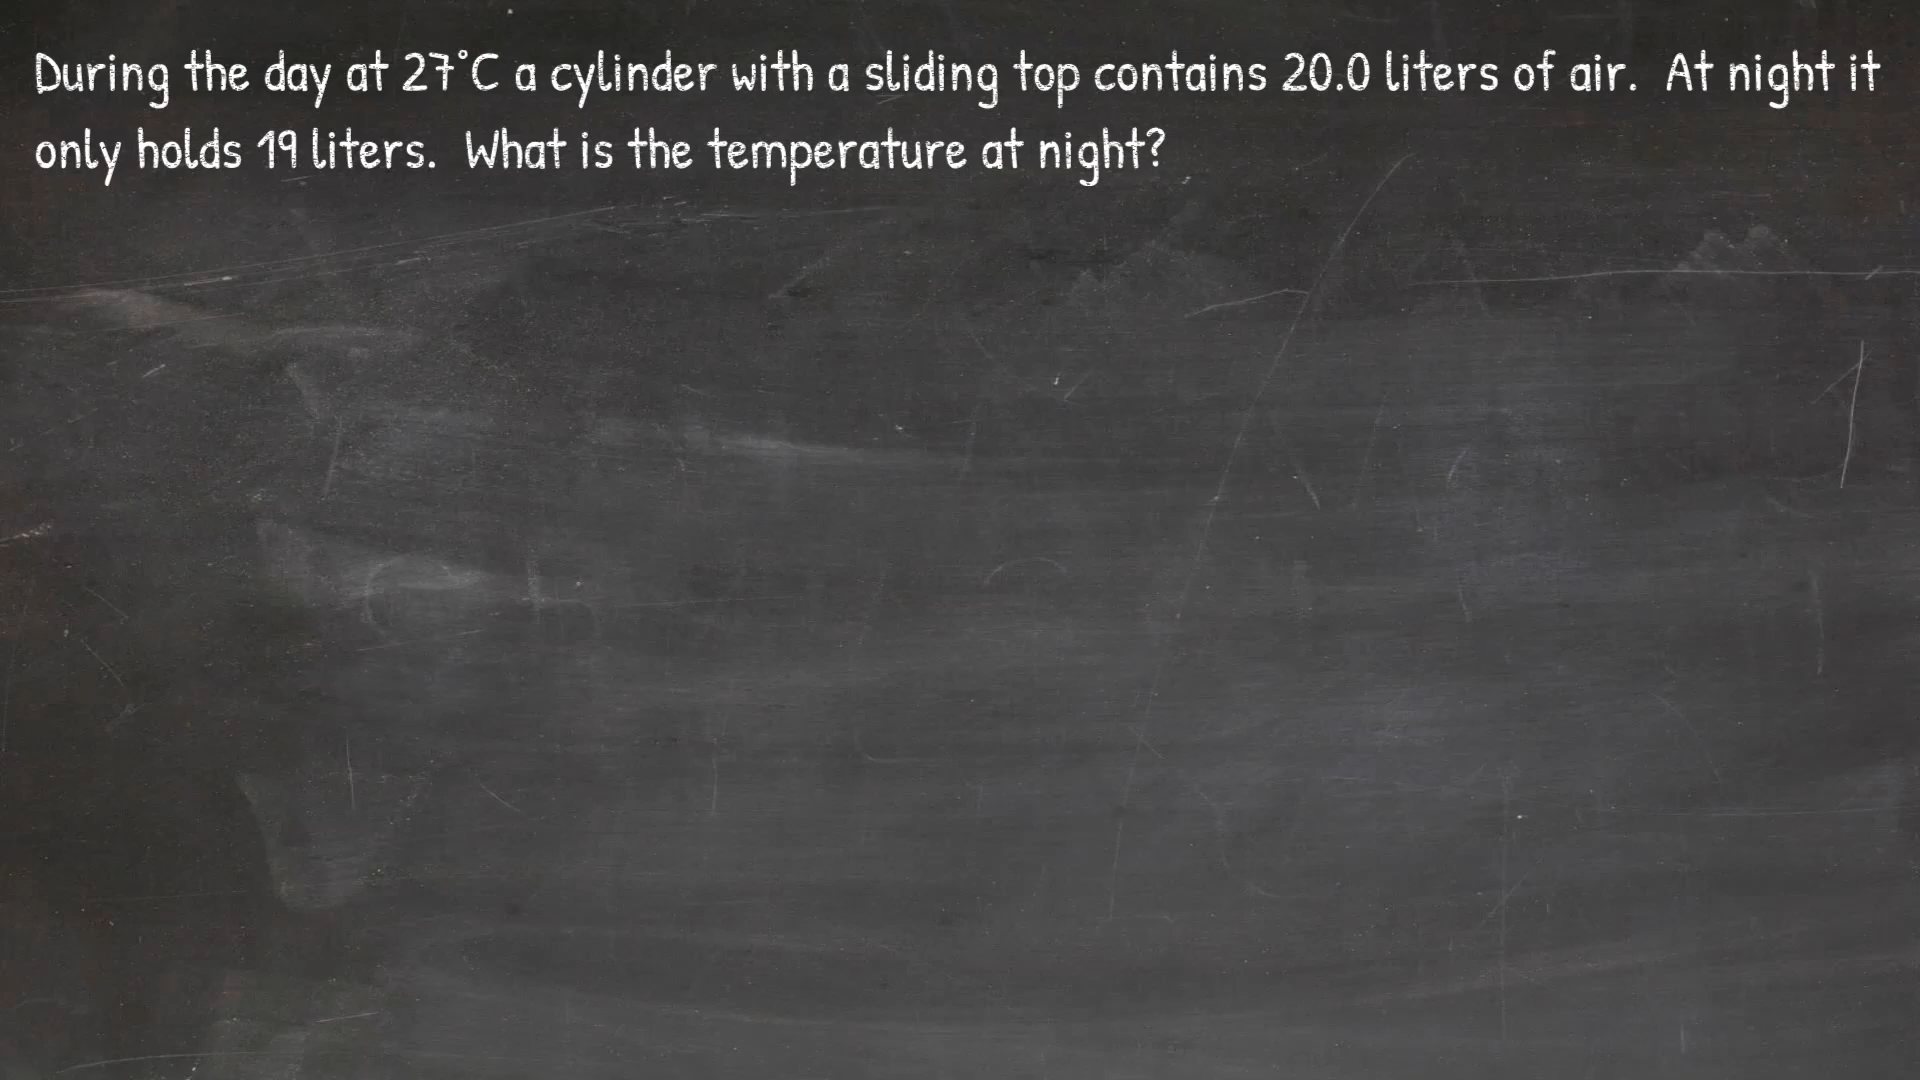 During the day at 27°C a cylinder with a sliding top contains 20.0 liters of air.  At night it
only holds 19 liters.  What is the temperature at night?